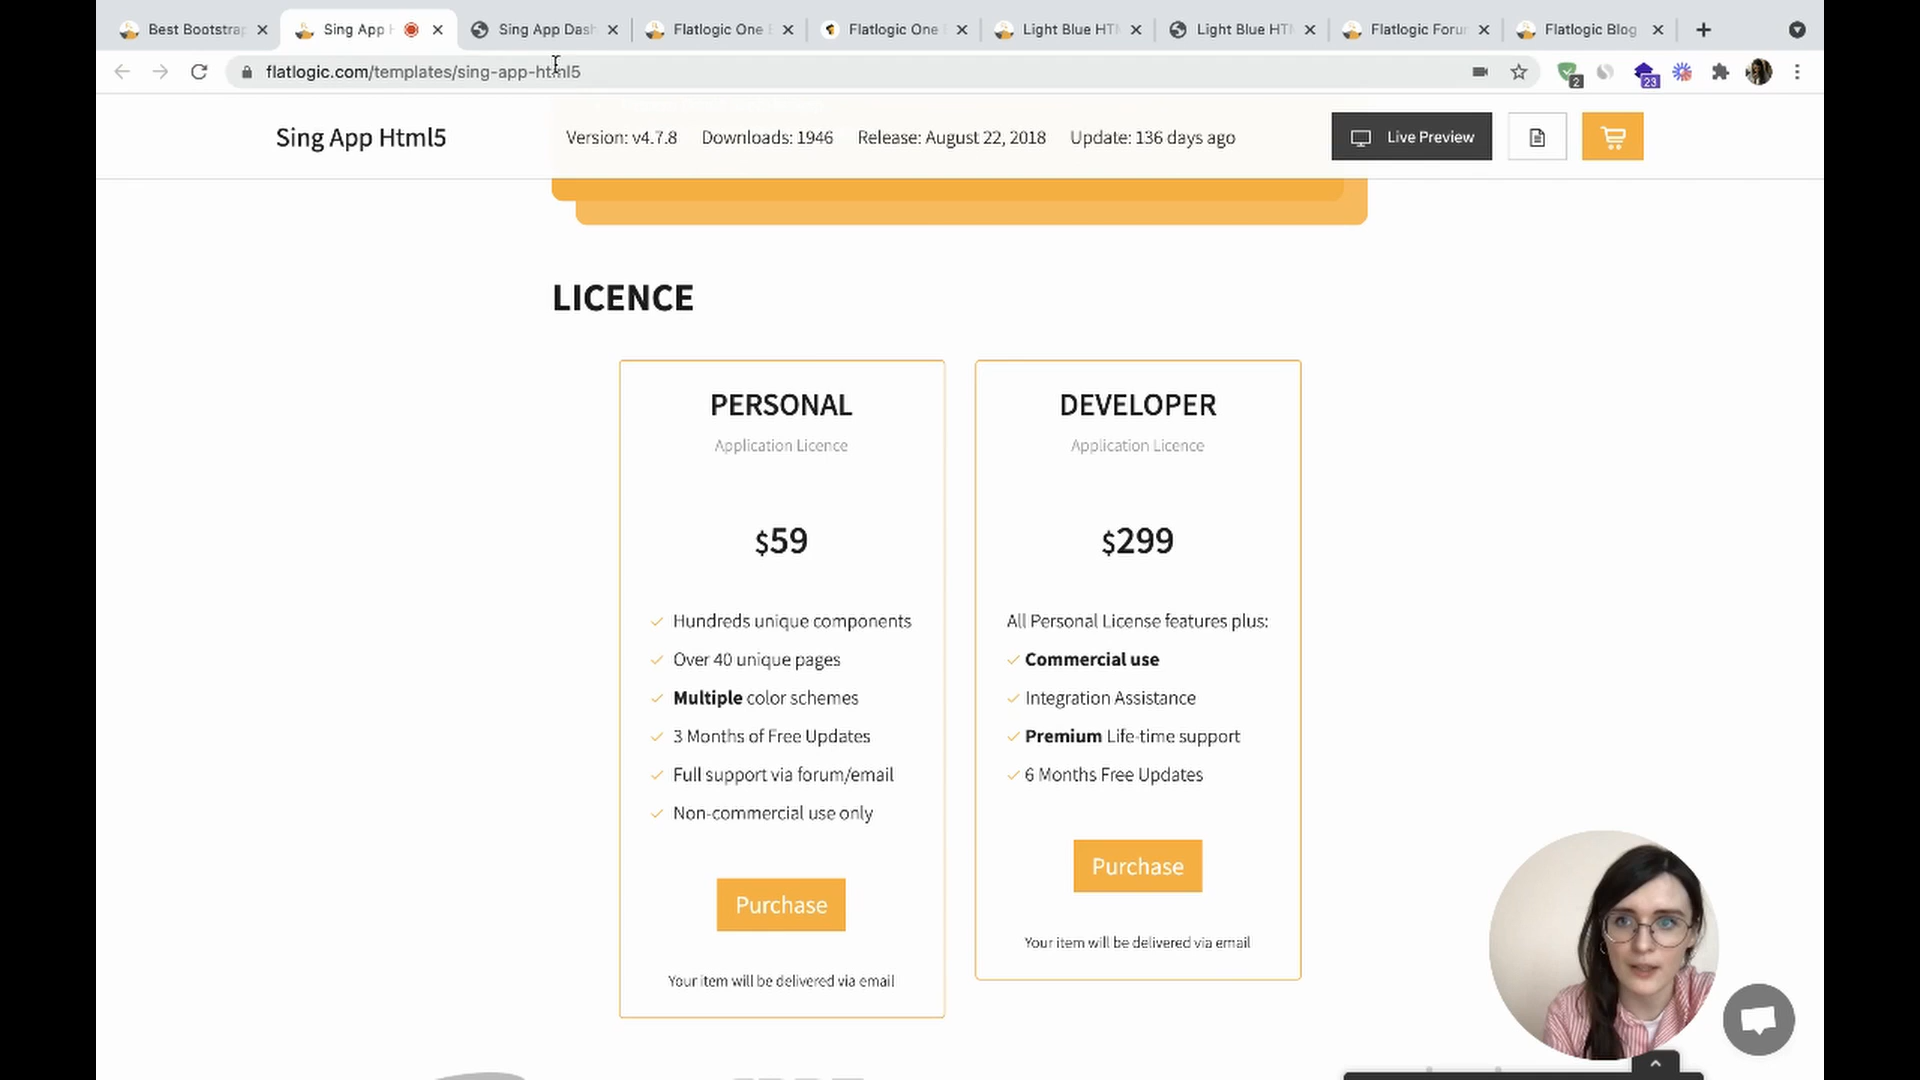 Best Bootstrap
Sing App H
Sing App Dash
Flatlogic One
Flatlogic One
Light Blue HTM
Light Blue HTM
Flatlogic Forum
Flatlogic Blog
flatlogic.com/templates/sing-app-html5
2
23
Sing App Html5
Version: v4.7.8
Downloads: 1946
Release: August 22, 2018
Update: 136 days ago
Live Preview
LICENCE
PERSONAL
Application Licence
$59
Hundreds unique components
Over 40 unique pages
Multiple color schemes
3 Months of Free Updates
Full support via forum/email
Non-commercial use only
Purchase
Your item will be delivered via email
DEVELOPER
Application Licence
$299
All Personal License features plus:
Commercial use
Integration Assistance
Premium Life-time support
6 Months Free Updates
Purchase
Your item will be delivered via email